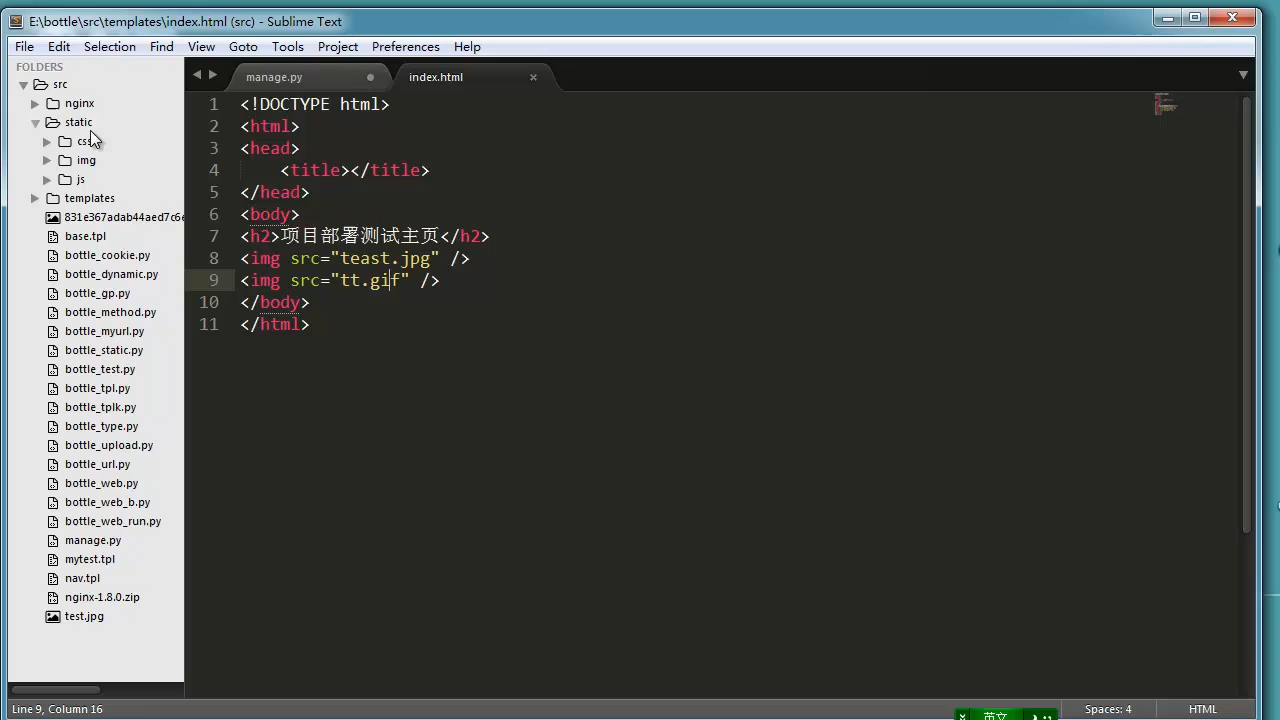 E:\bottle\src\templates\index.html (src) - Sublime Text
File Edit Selection Find View Goto Tools Project Preferences Help
FOLDERS
src
nginx
static
css
img
js
templates
831e367adab44aed7c6e
base.tpl
bottle_cookie.py
bottle_dynamic.py
bottle_gp.py
bottle_method.py
bottle_myurl.py
bottle_static.py
bottle_test.py
bottle_tpl.py
bottle_tplk.py
bottle_type.py
bottle_upload.py
bottle_url.py
bottle_web.py
bottle_web_b.py
bottle_web_run.py
manage.py
mytest.tpl
nav.tpl
nginx-1.8.0.zip
test.jpg
manage.py index.html
1 <!DOCTYPE html>
2 <html>
3 <head>
4 <title></title>
5 </head>
6 <body>
7 <h2>项目部署测试主页</h2>
8 <img src="teast.jpg" />
9 <img src="tt.gif" />
10 </body>
11 </html>
Line 9, Column 16
英文
Spaces: 4
HTML